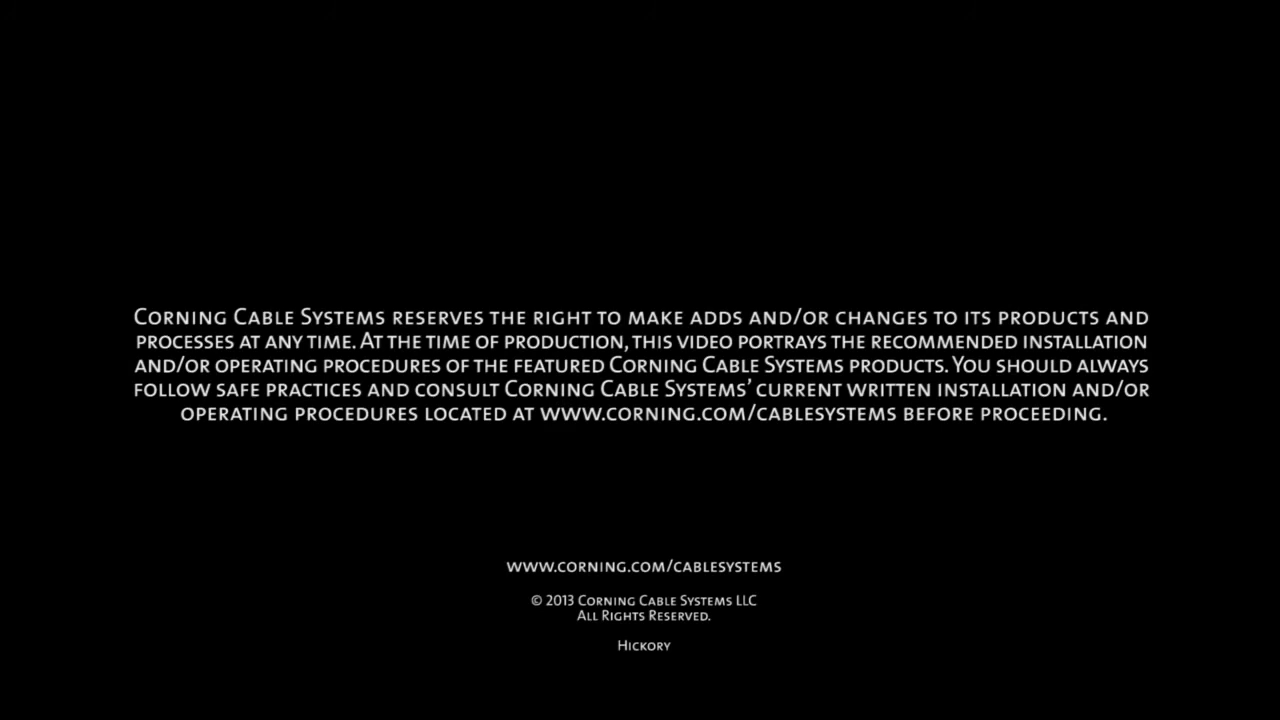 Corning Cable Systems reserves the right to make adds and/or changes to its products and
processes at any time. At the time of production, this video portrays the recommended installation
and/or operating procedures of the featured Corning Cable Systems products. You should always
follow safe practices and consult Corning Cable Systems’ current written installation and/or
operating procedures located at www.corning.com/cablesystems before proceeding.
www.corning.com/cablesystems
© 2013 Corning Cable Systems LLC
All Rights Reserved.
Hickory